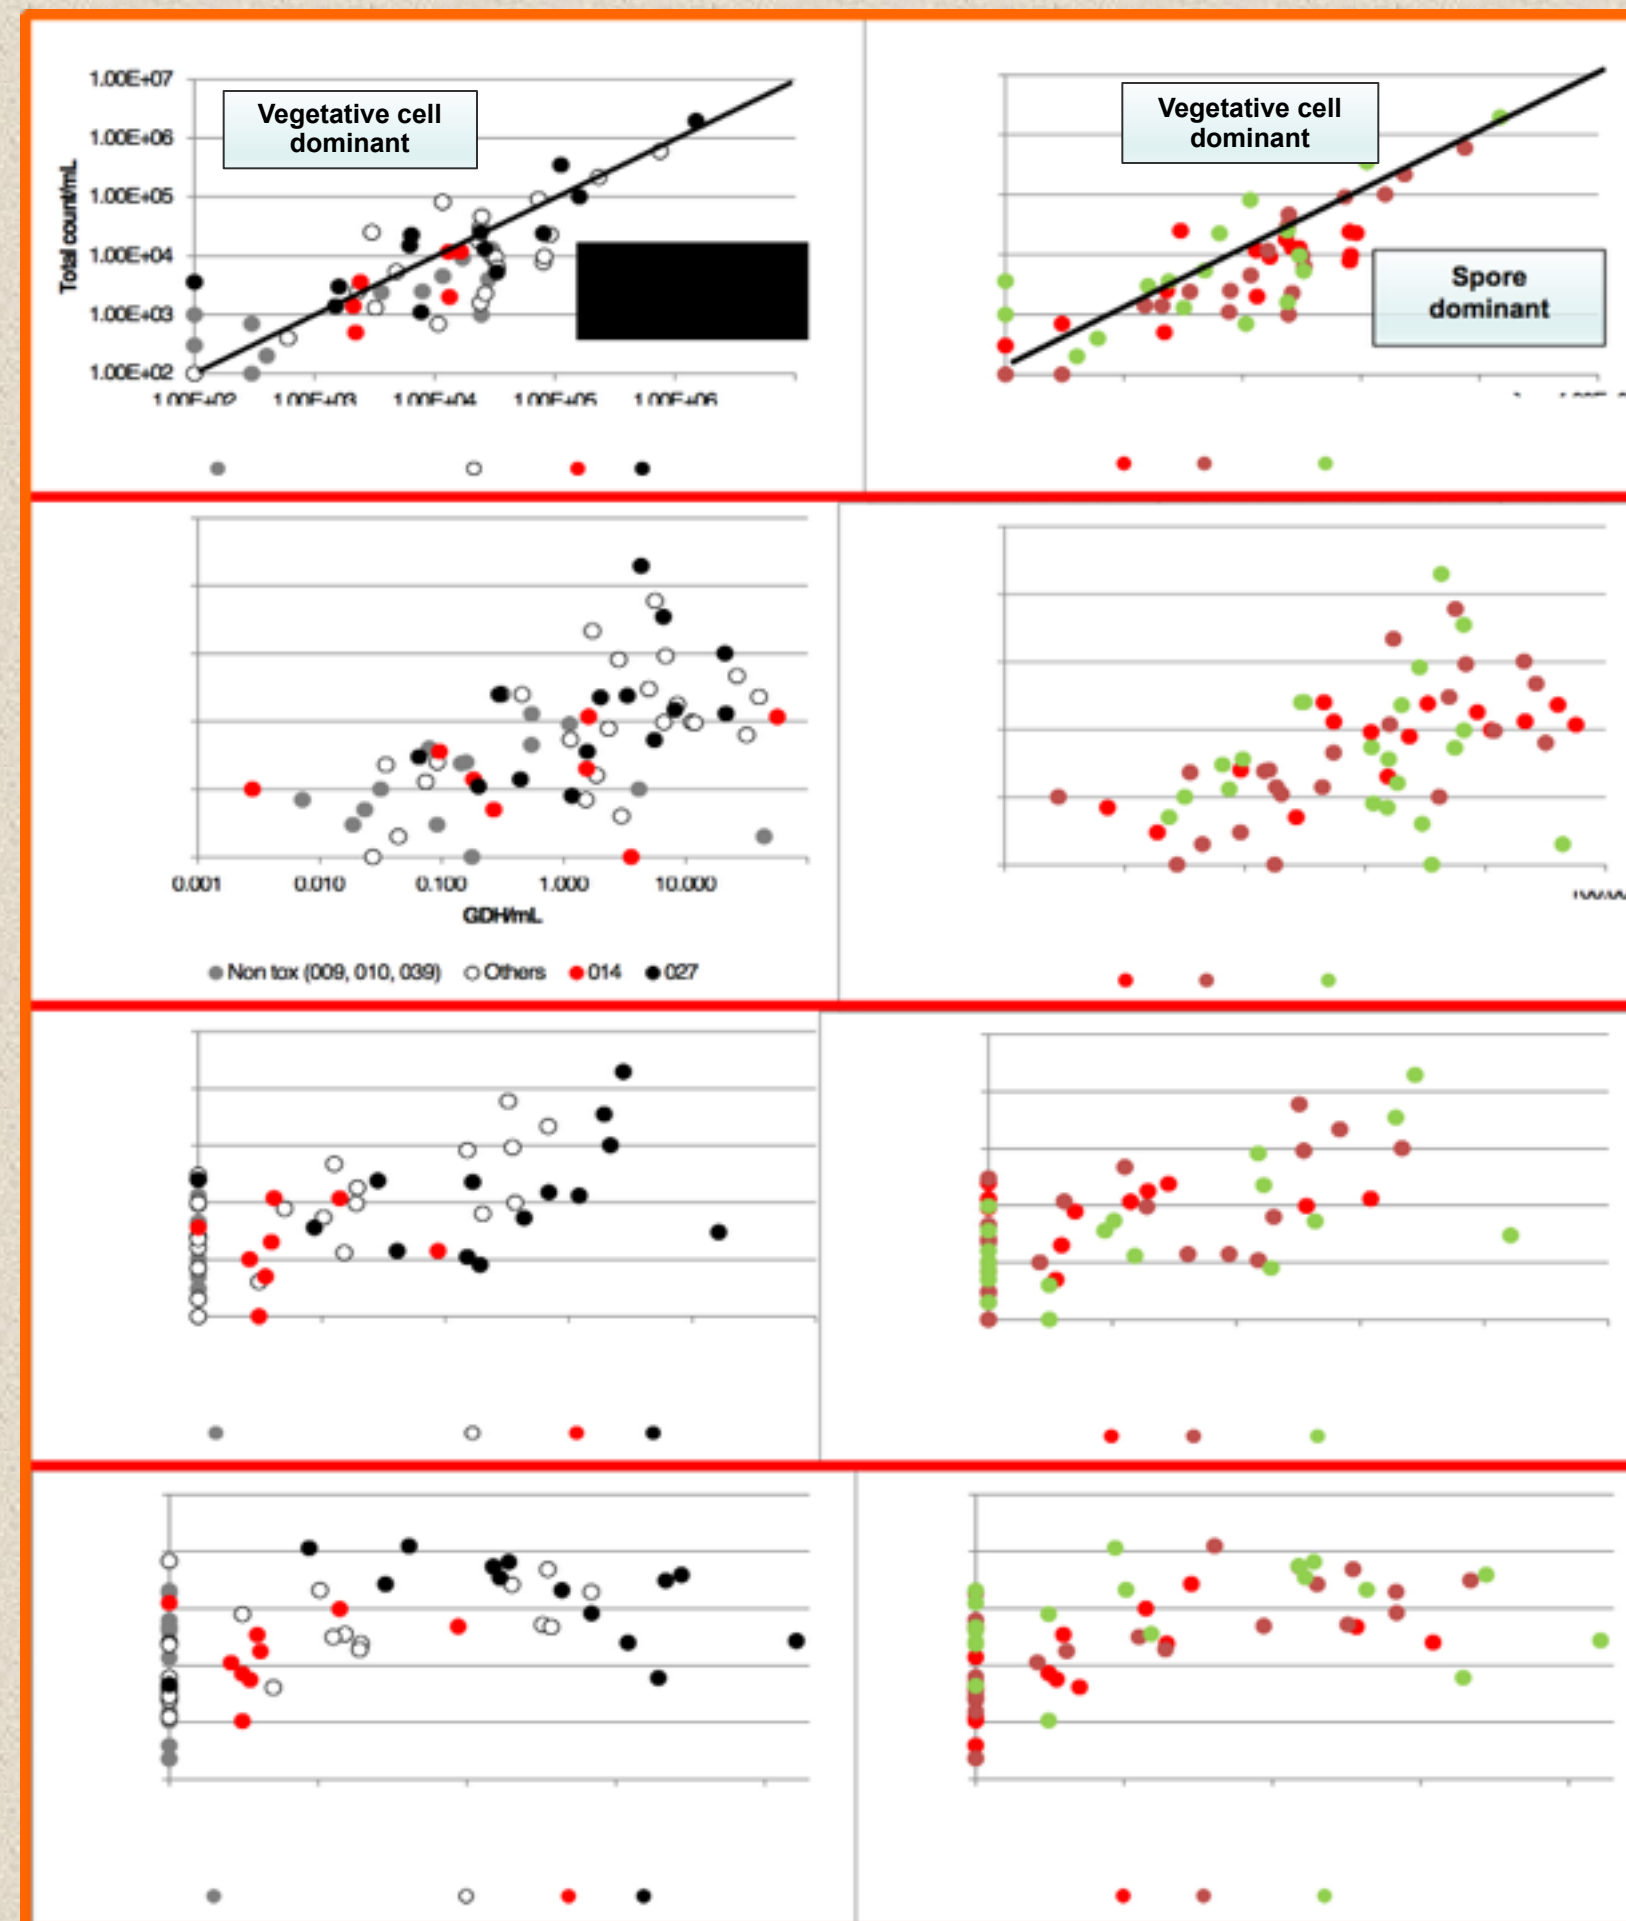 1.00E+07
Vegetative cell
dominant
1.00E+06
Total count/mL
1.00E+05
1.00E+04
1.00E+03
1.00E+02
1.00E+02 1.00E+03 1.00E+04 1.00E+05 1.00E+06
Vegetative cell
dominant
Spore
dominant
0.001 0.010 0.100 1.000 10.000
GDH/mL
Non tox (009, 010, 039) Others 014 027